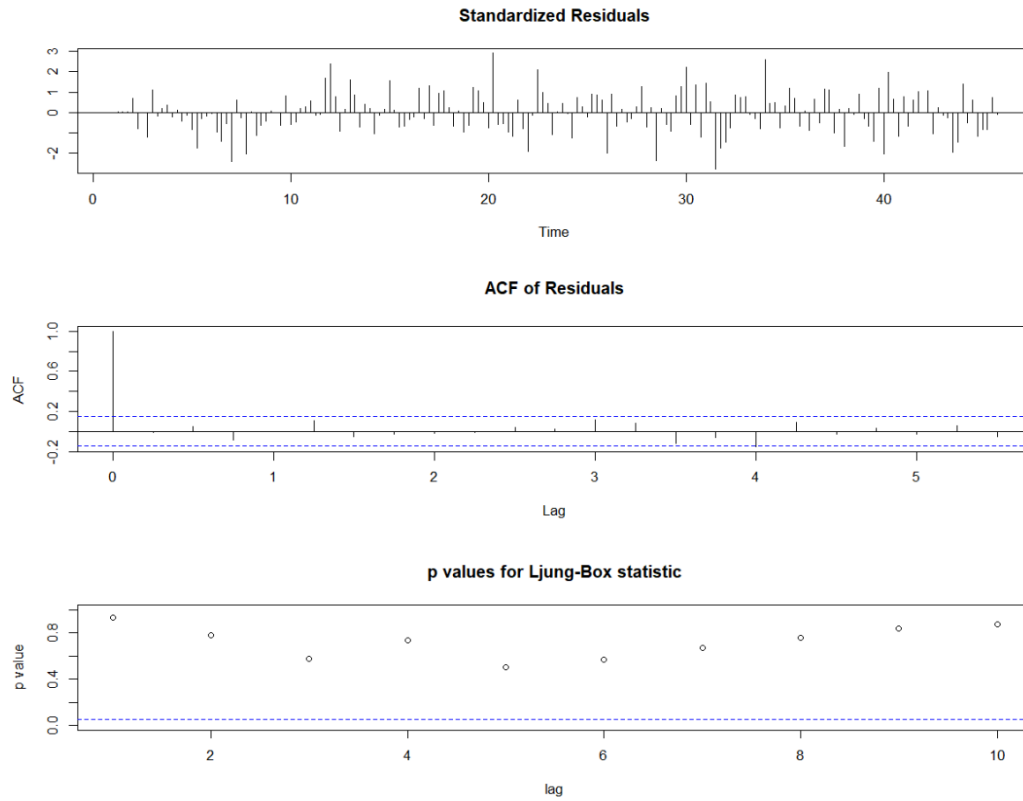 Standardized Residuals
3
2
1
0
-2
0 10 20 30 40
Time
ACF of Residuals
ACF
1.0
0.6
0.2
-0.2
0 1 2 3 4 5
Lag
p values for Ljung-Box statistic
p value
0.8
0.4
0.0
2 4 6 8 10
lag